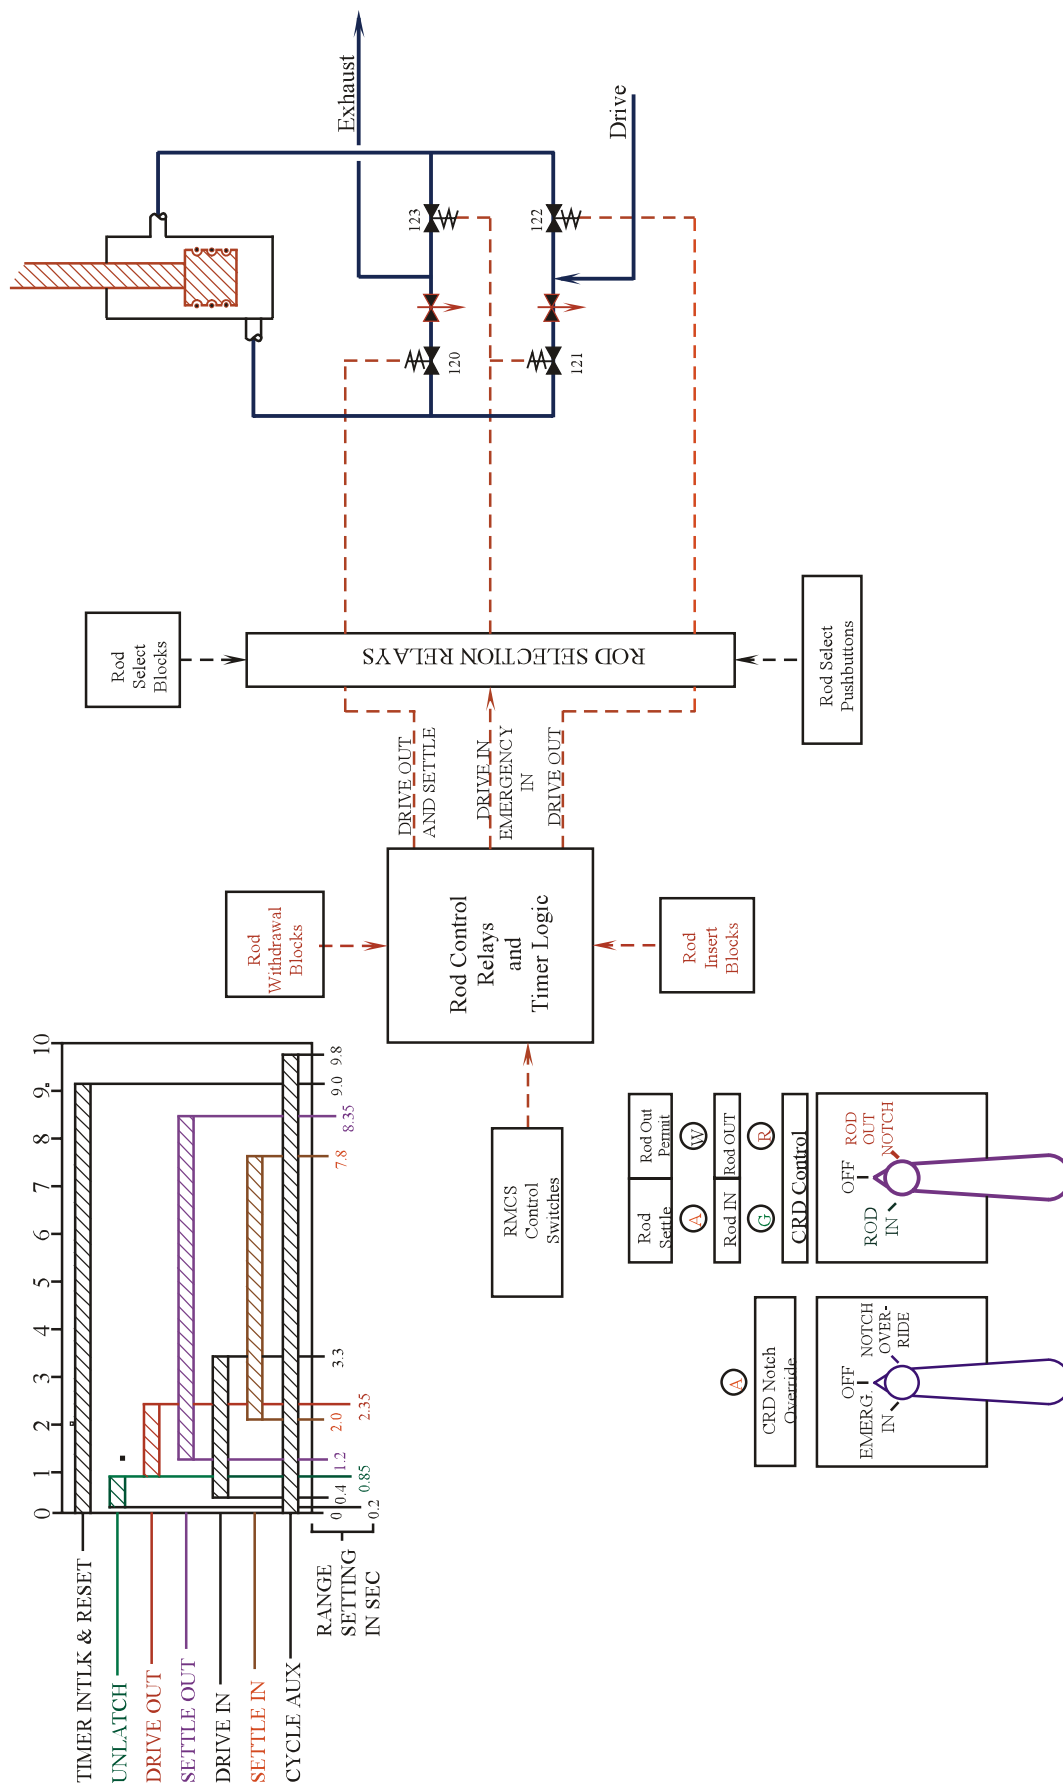 TIMER INTLK & RESET
UNLATCH
DRIVE OUT
SETTLE OUT
DRIVE IN
SETTLE IN
CYCLE AUX
0
1
2
3
4
5
6
7
8
9
10
0
0.2
0.4
0.85
1.2
2.0
2.35
3.3
7.8
8.35
9.0
9.8
RANGE
SETTING
IN SEC
RMCS
Control
Switches
Rod
Withdrawal
Blocks
Rod Control
Relays
and
Timer Logic
Rod
Insert
Blocks
DRIVE OUT
AND SETTLE
DRIVE IN
EMERGENCY
IN
DRIVE OUT
Rod
Select
Blocks
ROD SELECTION RELAYS
Rod Select
Pushbuttons
120
121
123
122
Exhaust
Drive
A
CRD Notch
Override
EMERG.
IN
OFF
NOTCH
OVER-
RIDE
Rod
Settle
Rod Out
Permit
A
W
Rod IN
Rod OUT
G
R
CRD Control
ROD
IN
OFF
ROD
OUT
NOTCH